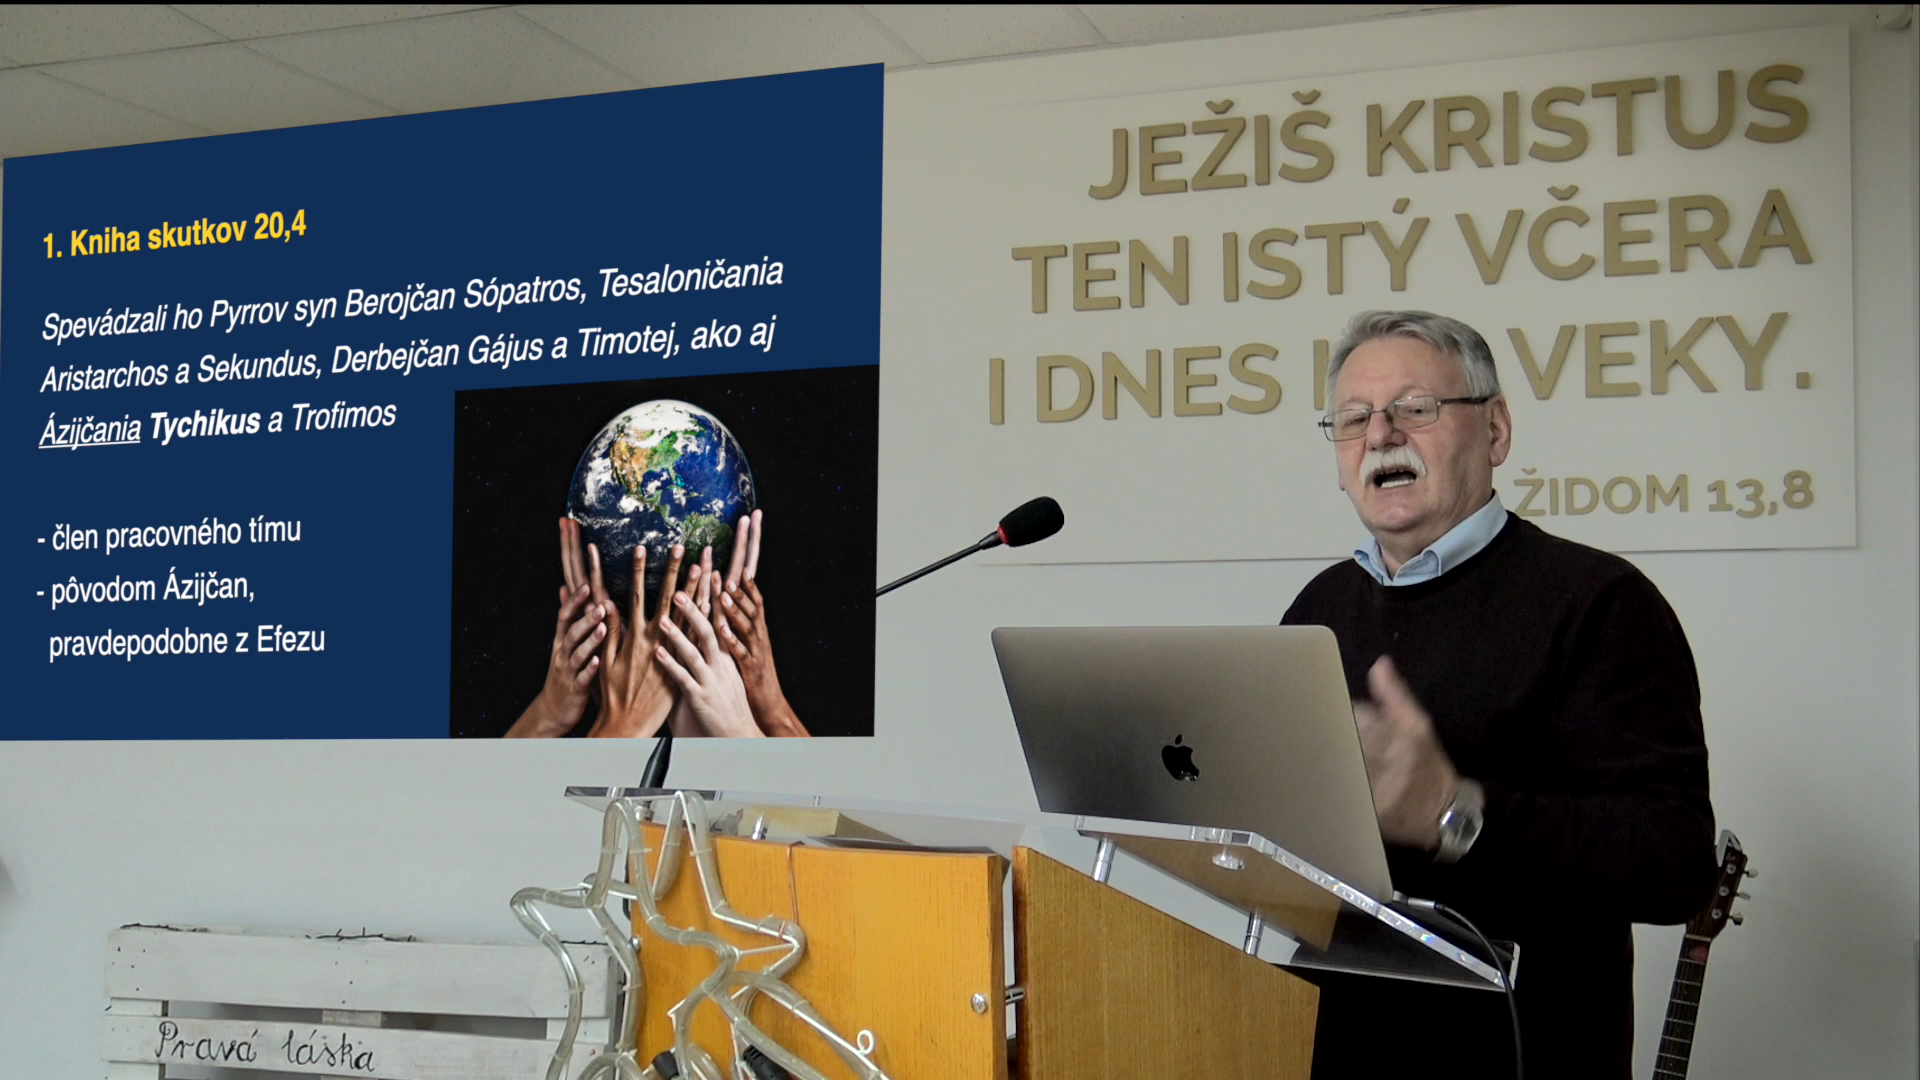 1. Kniha skutkov 20,4
Spevádzali ho Pyrrov syn Berojčan Sópatros, Tesaloničania
Aristarchos a Sekundus, Derbejčan Gájus a Timotej, ako aj
Ázijčania Tychikus a Trofimos
- člen pracovného tímu
- pôvodom Ázijčan,
pravdepodobne z Efezu
JEŽIŠ KRISTUS
TEN ISTÝ VČERA
I DNES I VEKY.
ŽIDOM 13,8
Pravá láska